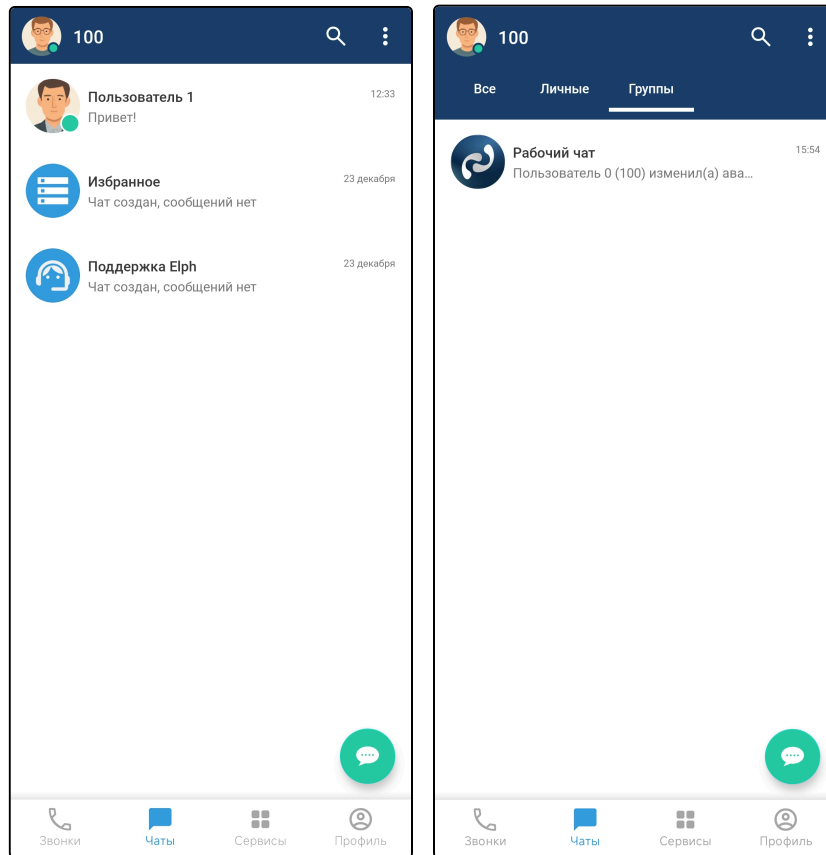 100
Пользователь 1
12:33
Привет!
Избранное
23 декабря
Чат создан, сообщений нет
Поддержка Elph
23 декабря
Чат создан, сообщений нет
Звонки
Чаты
Сервисы
Профиль
100
Все
Личные
Группы
Рабочий чат
15:54
Пользователь 0 (100) изменил(а) ава...
Звонки
Чаты
Сервисы
Профиль